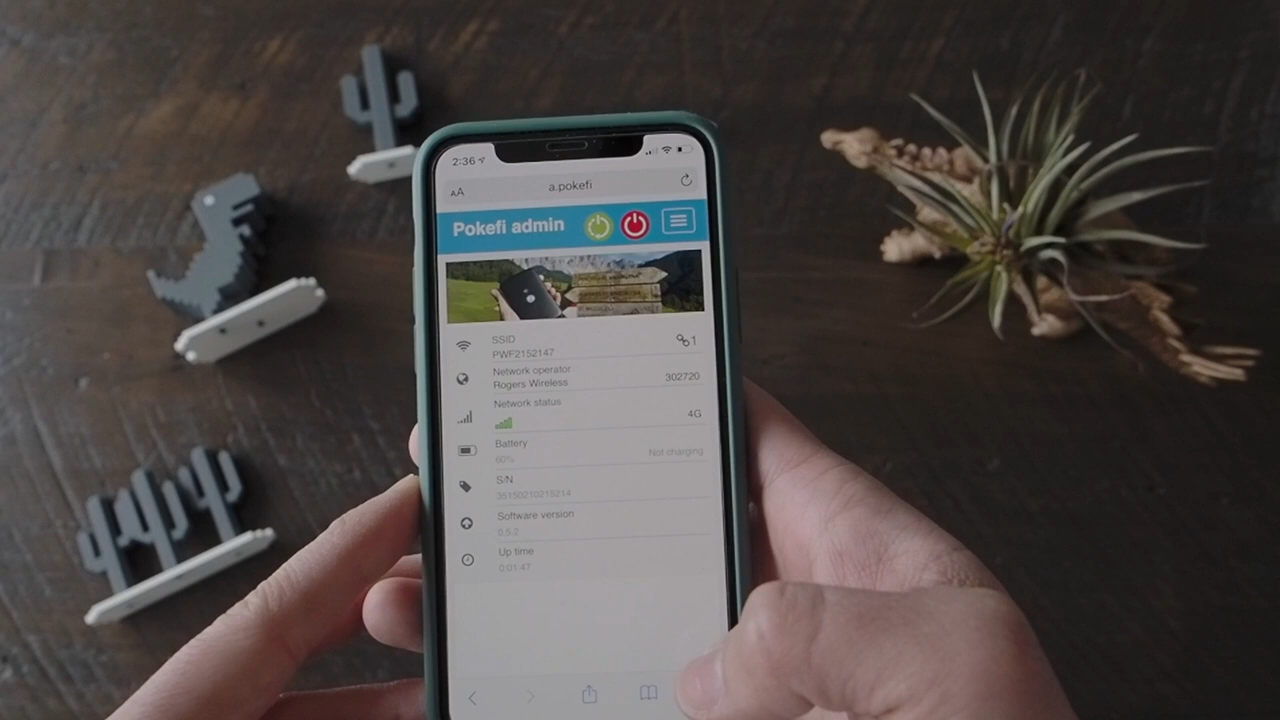 2:36
AA a.pokefi
Pokefi admin
SSID
PWF2152147
1
Network operator
Rogers Wireless
302720
Network status
4G
Battery
60%
Not charging
S/N
35150210215214
Software version
0.5.2
Up time
0:01:47